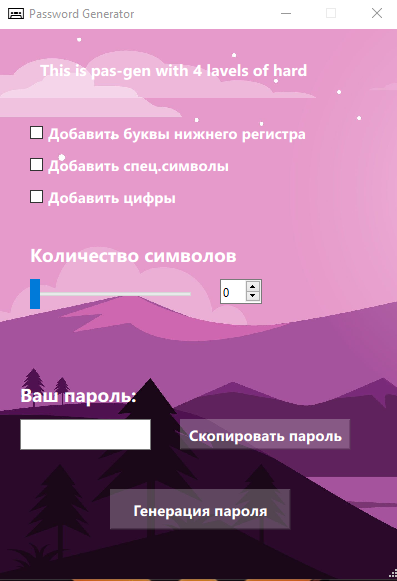 Password Generator
This is pas-gen with 4 lavels of hard
Добавить буквы нижнего регистра
Добавить спец.символы
Добавить цифры
Количество символов
0
Ваш пароль:
Скопировать пароль
Генерация пароля